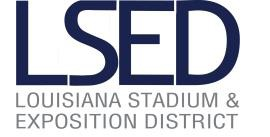 LSED
LOUISIANA STADIUM &
EXPOSITION DISTRICT